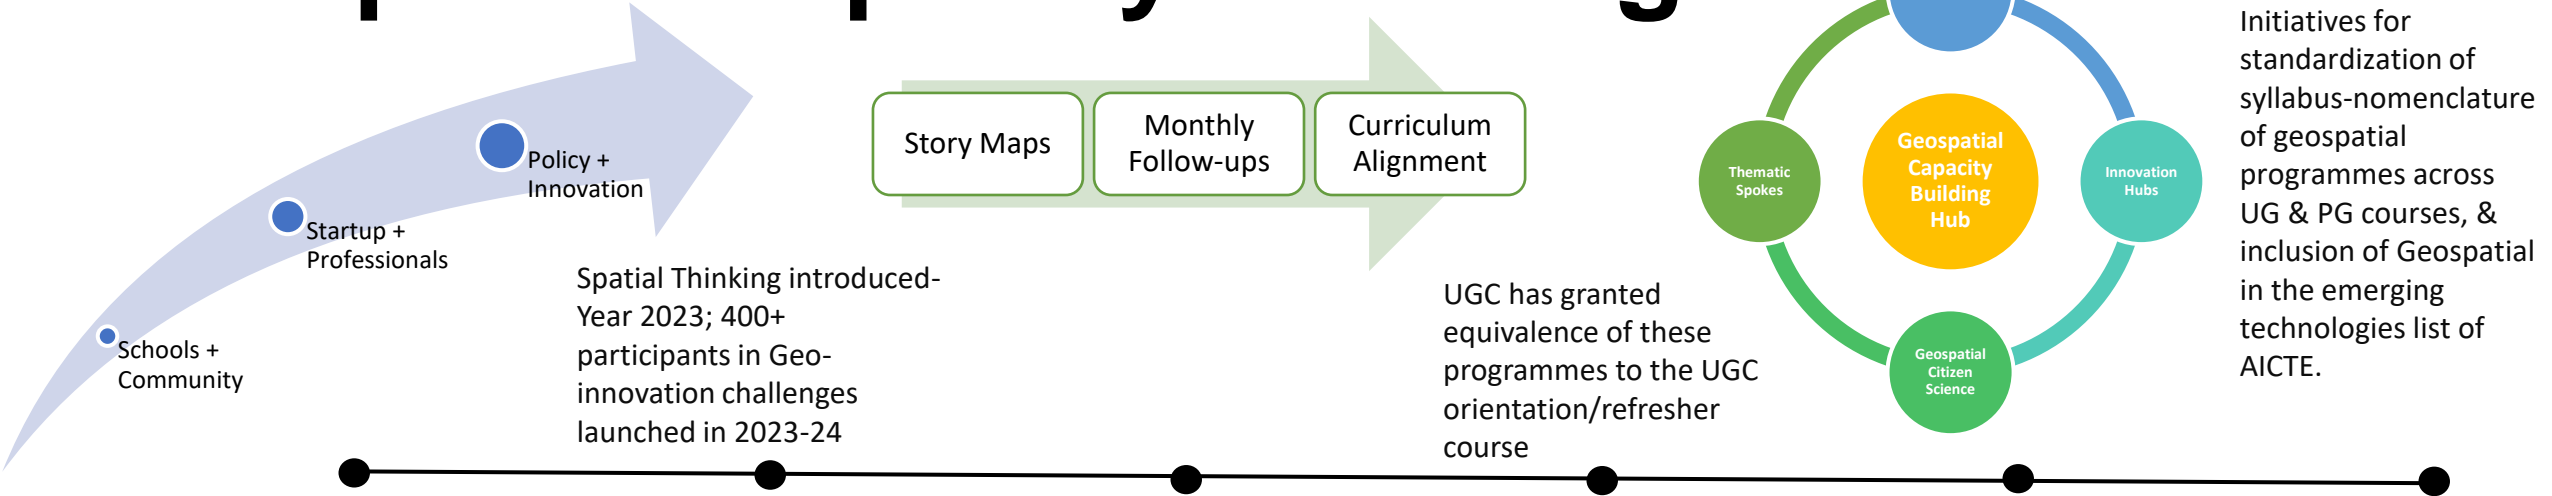 Policy +
Innovation
Startup +
Professionals
Schools +
Community
Spatial Thinking introduced-
Year 2023; 400+
participants in Geo-
innovation challenges
launched in 2023-24
Story Maps
Monthly
Follow-ups
Curriculum
Alignment
UGC has granted
equivalence of these
programmes to the UGC
orientation/refresher
course
Geospatial
Capacity
Building
Hub
Thematic
Spokes
Innovation
Hubs
Geospatial
Citizen
Science
Initiatives for
standardization of
syllabus-nomenclature
of geospatial
programmes across
UG & PG courses, &
inclusion of Geospatial
in the emerging
technologies list of
AICTE.